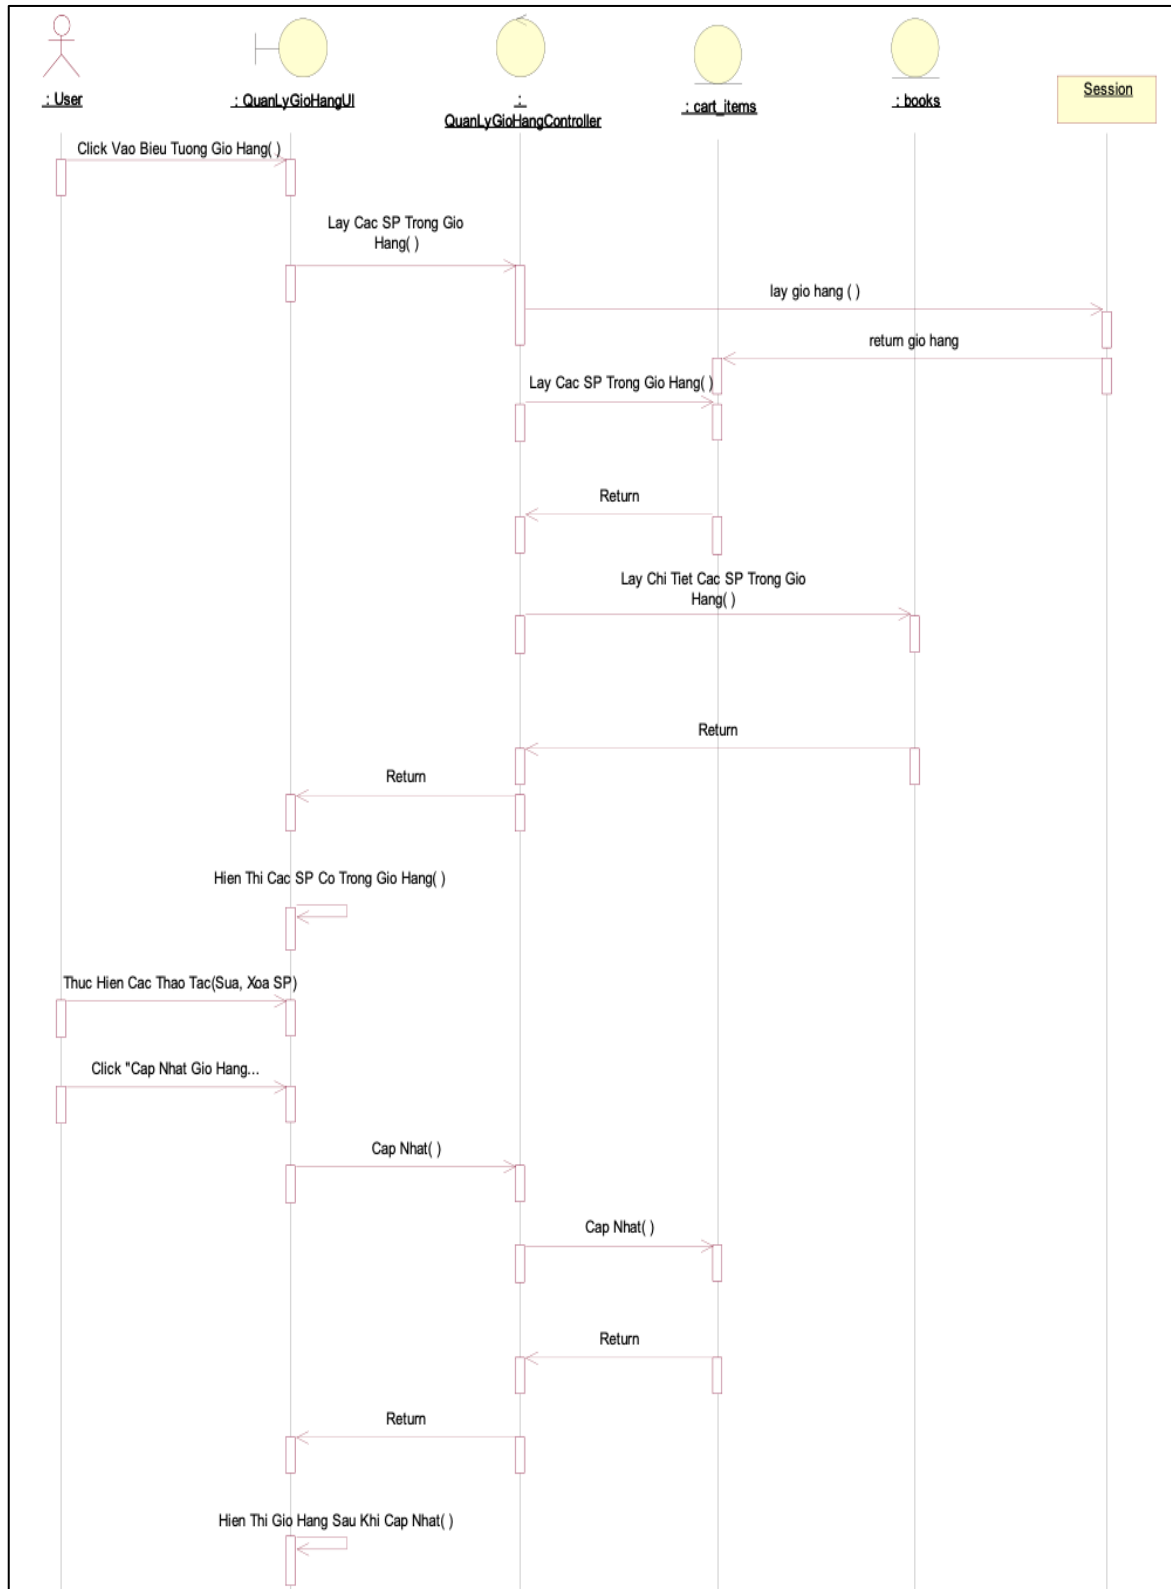 : User
: QuanLyGioHangUI
:
QuanLyGioHangController
: cart_items
: books
Session
Click Vao Bieu Tuong Gio Hang( )
Lay Cac SP Trong Gio
Hang( )
lay gio hang ( )
return gio hang
Lay Cac SP Trong Gio Hang( )
Return
Lay Chi Tiet Cac SP Trong Gio
Hang( )
Return
Return
Hien Thi Cac SP Co Trong Gio Hang( )
Thuc Hien Cac Thao Tac(Sua, Xoa SP)
Click "Cap Nhat Gio Hang...
Cap Nhat( )
Cap Nhat( )
Return
Return
Hien Thi Gio Hang Sau Khi Cap Nhat( )